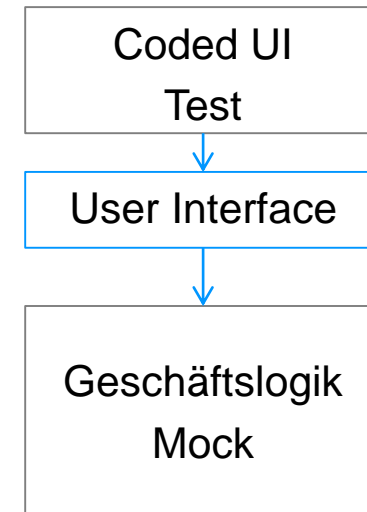 Coded UI
Test
User Interface
Geschäftslogik
Mock